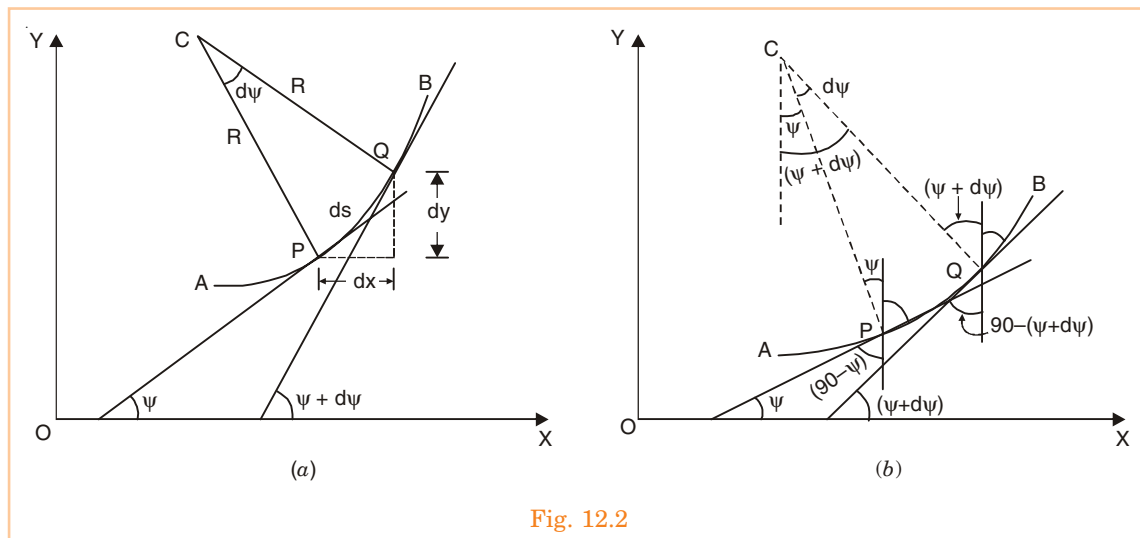 Y
C
dψ
R
R
B
Q
ds
dy
P
A
dx
ψ
ψ + dψ
O
X
(a)
Y
C
dψ
ψ
(ψ + dψ)
(ψ + dψ)
B
ψ
Q
P
90–(ψ+dψ)
A
(90–ψ)
ψ
(ψ+dψ)
O
X
(b)
Fig. 12.2